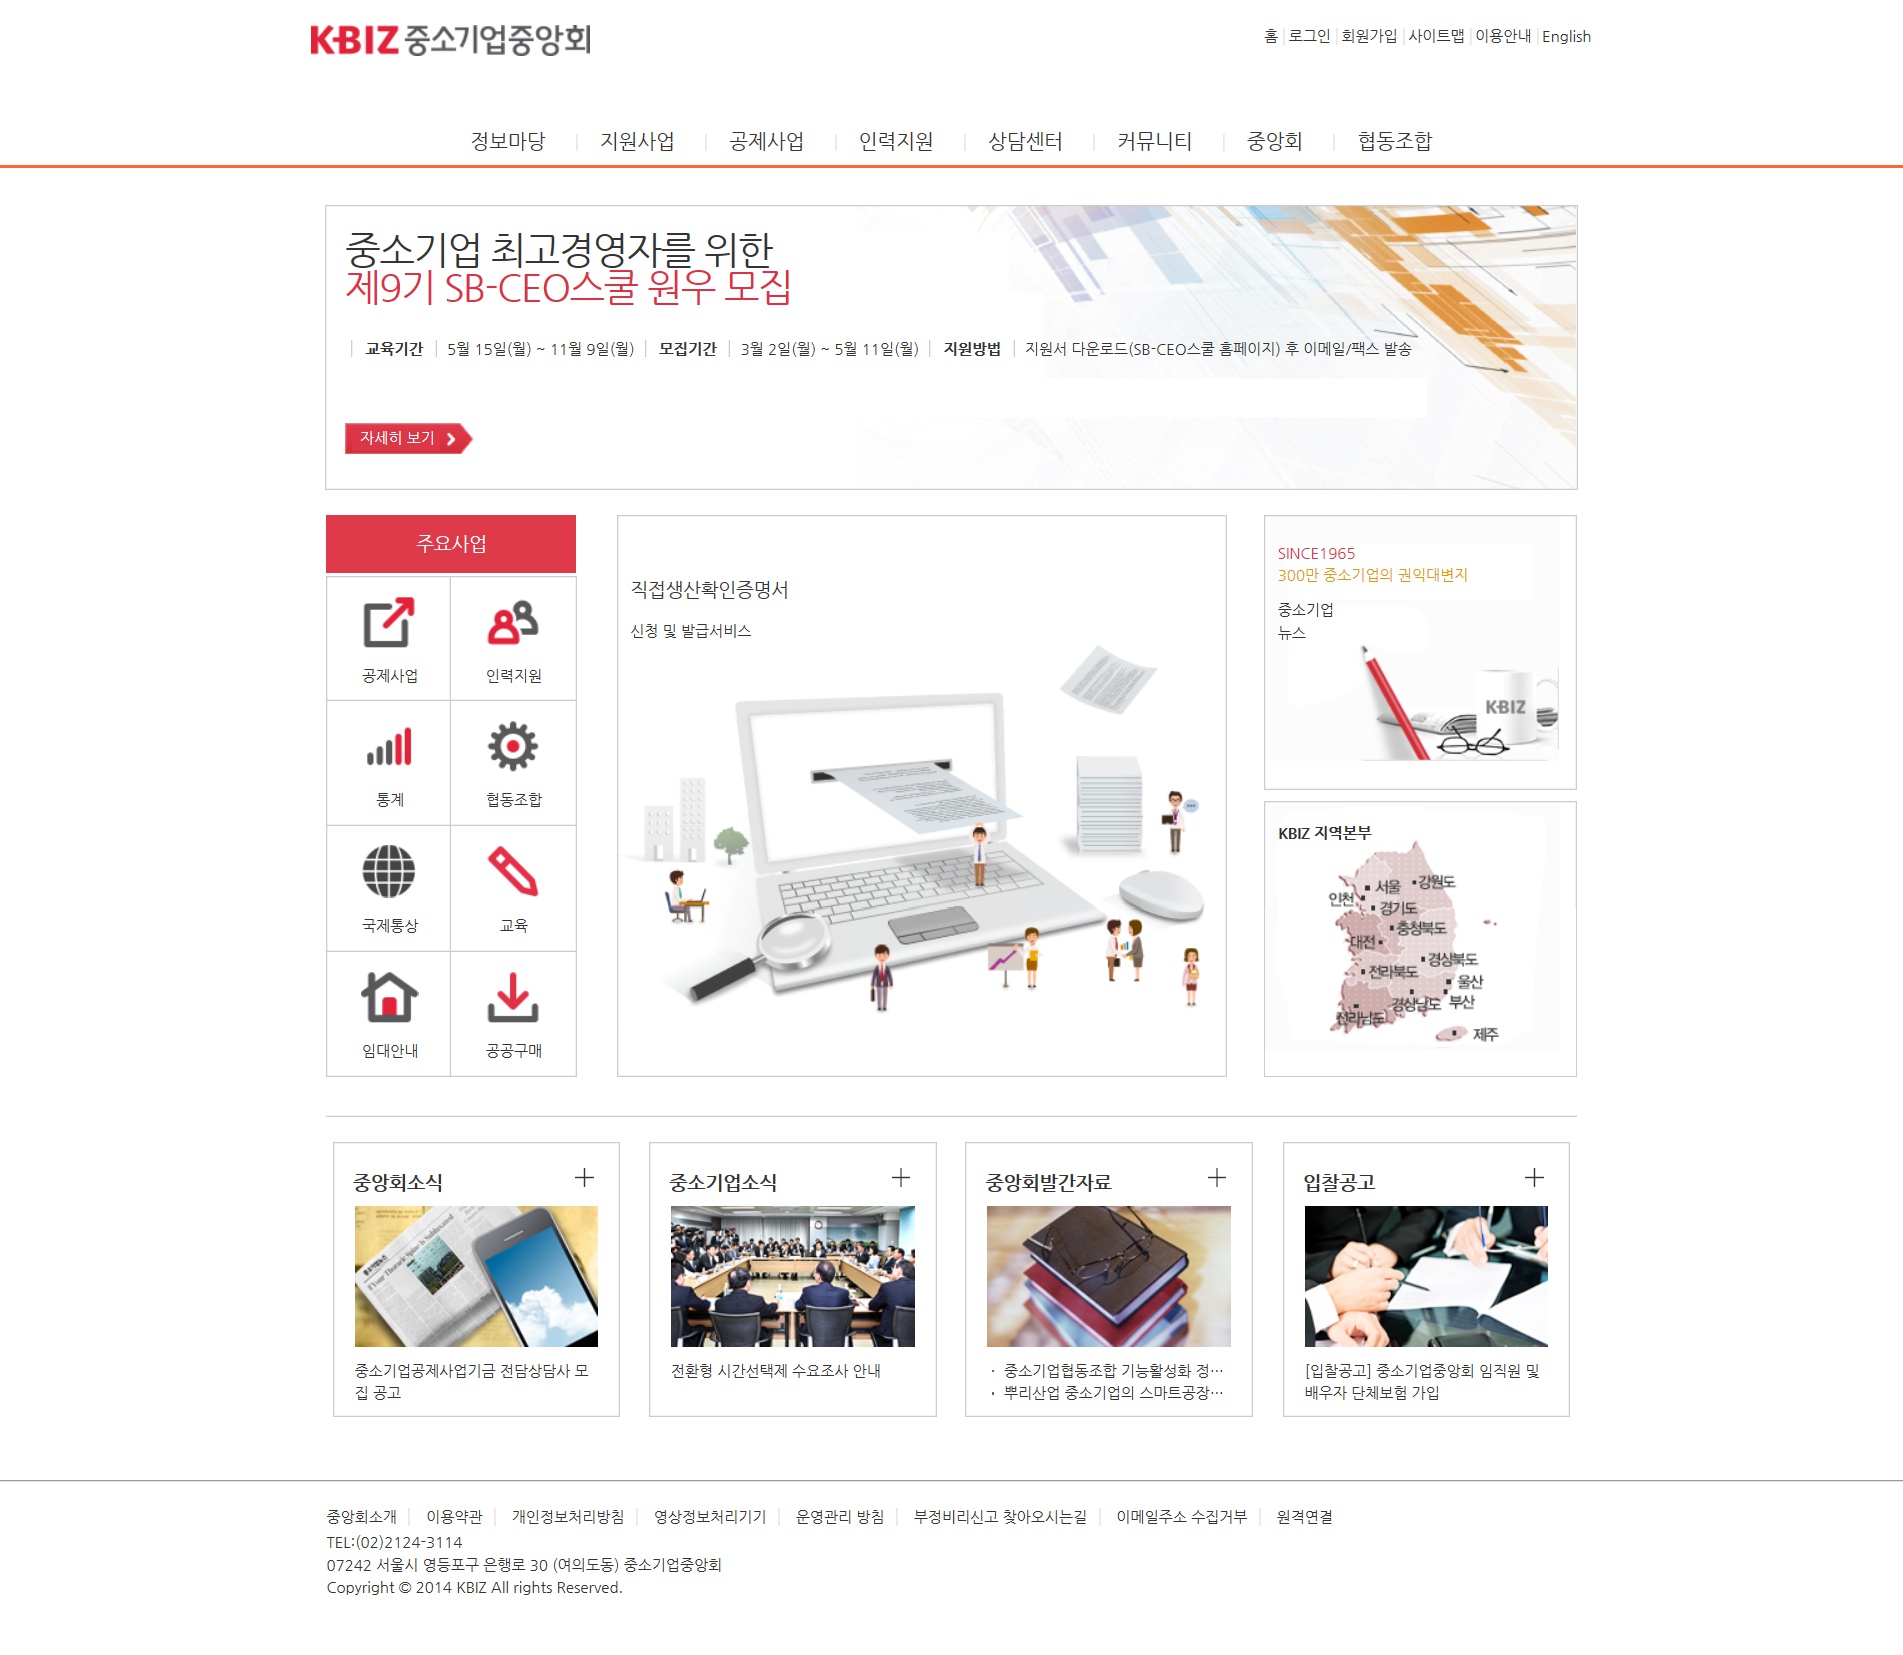 K-BIZ 중소기업중앙회
홈 로그인 회원가입 사이트맵 이용안내 English
정보마당 지원사업 공제사업 인력지원 상담센터 커뮤니티 중앙회 협동조합
중소기업 최고경영자를 위한
제9기 SB-CEO스쿨 원우 모집
교육기간 5월 15일(월) ~ 11월 9일(월) 모집기간 3월 2일(월) ~ 5월 11일(월) 지원방법 지원서 다운로드(SB-CEO스쿨 홈페이지) 후 이메일/팩스 발송
자세히 보기
주요사업
공제사업 인력지원
통계 협동조합
국제통상 교육
임대안내 공공구매
직접생산확인증명서
신청 및 발급서비스
SINCE1965
300만 중소기업의 권익대변지
중소기업
뉴스
K-BIZ
KBIZ 지역본부
서울 강원도
인천
경기도
충청북도
대전
경상북도
전라북도
울산
경상남도 부산
전라남도
제주
중앙회소식
중소기업공제사업기금 전담상담사 모
집 공고
중소기업소식
전환형 시간선택제 수요조사 안내
중앙회발간자료
· 중소기업협동조합 기능활성화 정…
· 뿌리산업 중소기업의 스마트공장…
입찰공고
[입찰공고] 중소기업중앙회 임직원 및
배우자 단체보험 가입
중앙회소개 이용약관 개인정보처리방침 영상정보처리기기 운영관리 방침 부정비리신고 찾아오시는길 이메일주소 수집거부 원격연결
TEL:(02)2124-3114
07242 서울시 영등포구 은행로 30 (여의도동) 중소기업중앙회
Copyright © 2014 KBIZ All rights Reserved.